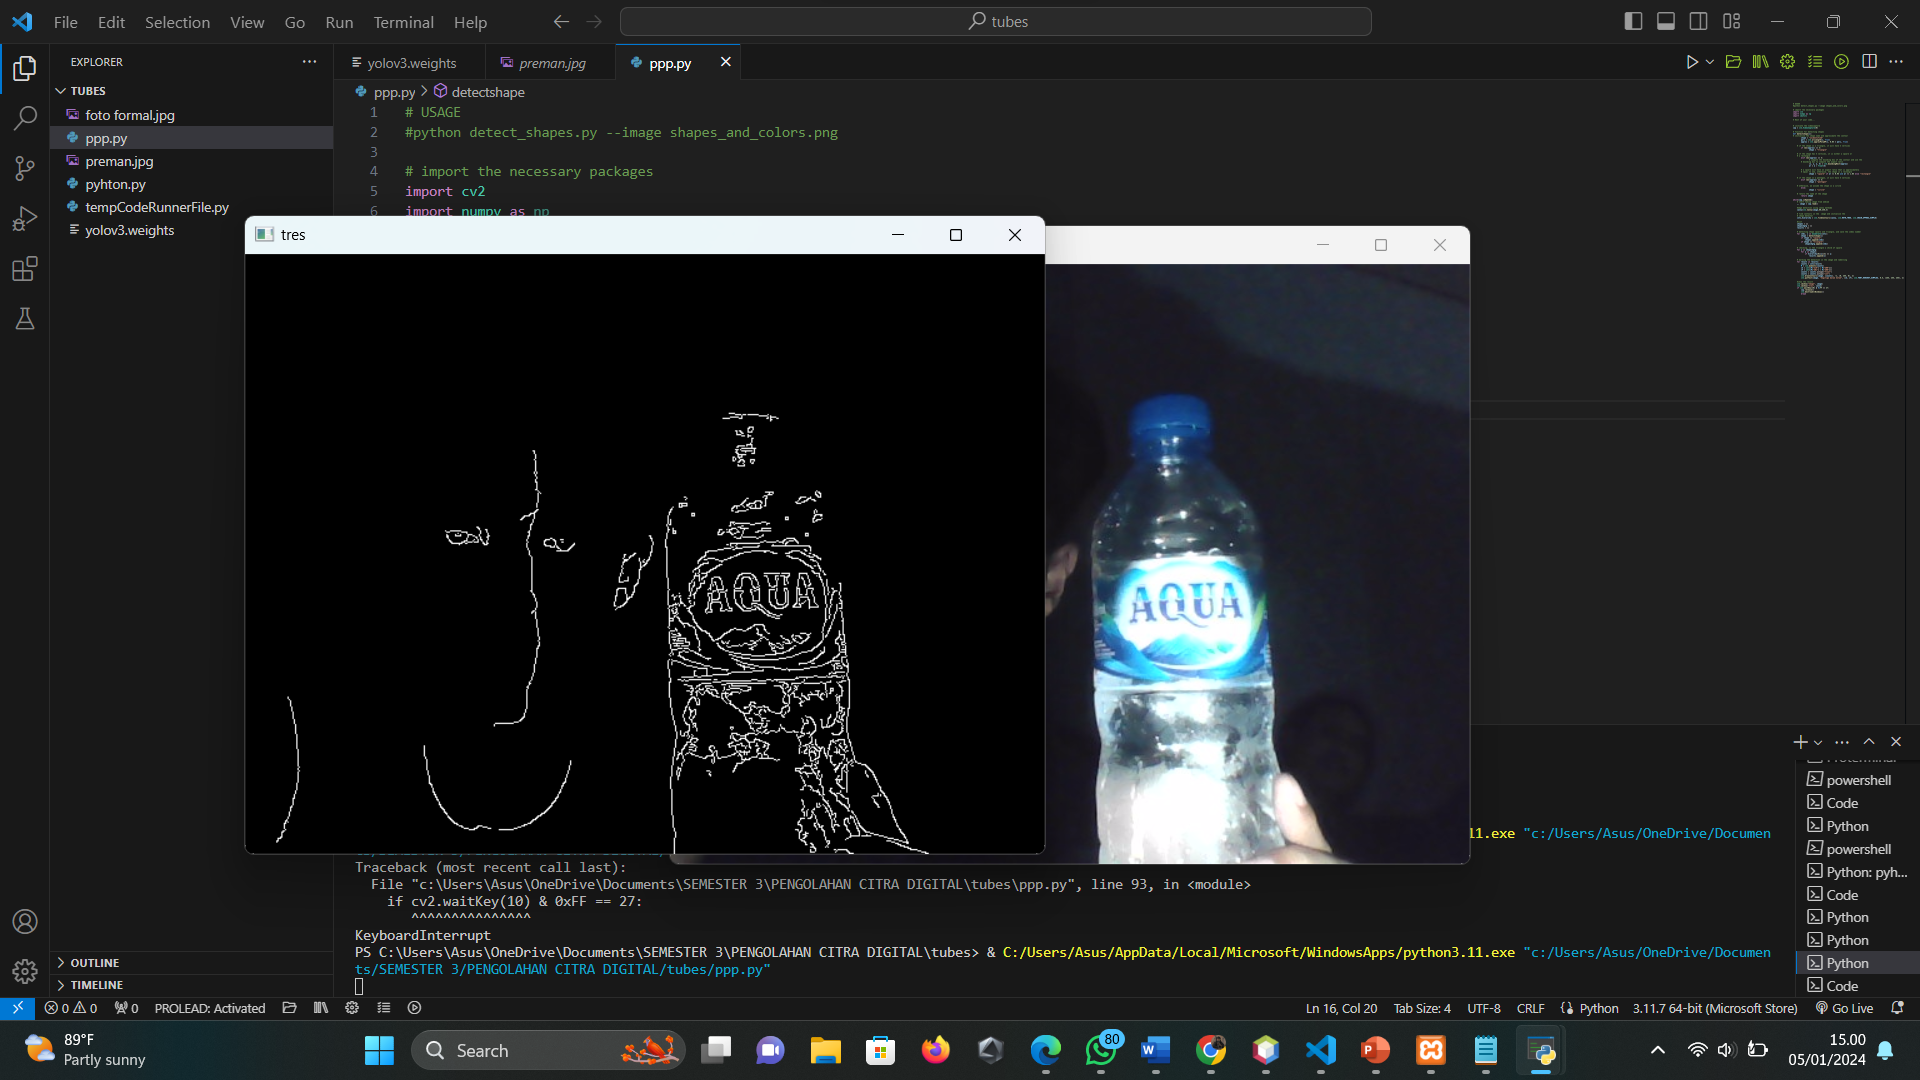 File Edit Selection View Go Run Terminal Help
tubes
EXPLORER
TUBES
foto formal.jpg
ppp.py
preman.jpg
pyhton.py
tempCodeRunnerFile.py
yolov3.weights
OUTLINE
TIMELINE
yolov3.weights
preman.jpg
ppp.py
ppp.py > detectshape
1 # USAGE
2 #python detect_shapes.py --image shapes_and_colors.png
3
4 # import the necessary packages
5 import cv2
6 import numpy as np
tres
AQUA
AQUA
11.exe "c:/Users/Asus/OneDrive/Documen
Traceback (most recent call last):
File "c:\Users\Asus\OneDrive\Documents\SEMESTER 3\PENGOLAHAN CITRA DIGITAL\tubes\ppp.py", line 93, in <module>
if cv2.waitKey(10) & 0xFF == 27:
^^^^^^^^^^^^^^^
KeyboardInterrupt
PS C:\Users\Asus\OneDrive\Documents\SEMESTER 3\PENGOLAHAN CITRA DIGITAL\tubes> & C:/Users/Asus/AppData/Local/Microsoft/WindowsApps/python3.11.exe "c:/Users/Asus/OneDrive/Documen
ts/SEMESTER 3/PENGOLAHAN CITRA DIGITAL/tubes/ppp.py"
powershell
Code
Python
powershell
Python: pyh...
Code
Python
Python
Python
Code
0 0 0 PROLEAD: Activated
Ln 16, Col 20 Tab Size: 4 UTF-8 CRLF Python 3.11.7 64-bit (Microsoft Store) Go Live
89°F
Partly sunny
Search
80
15.00
05/01/2024